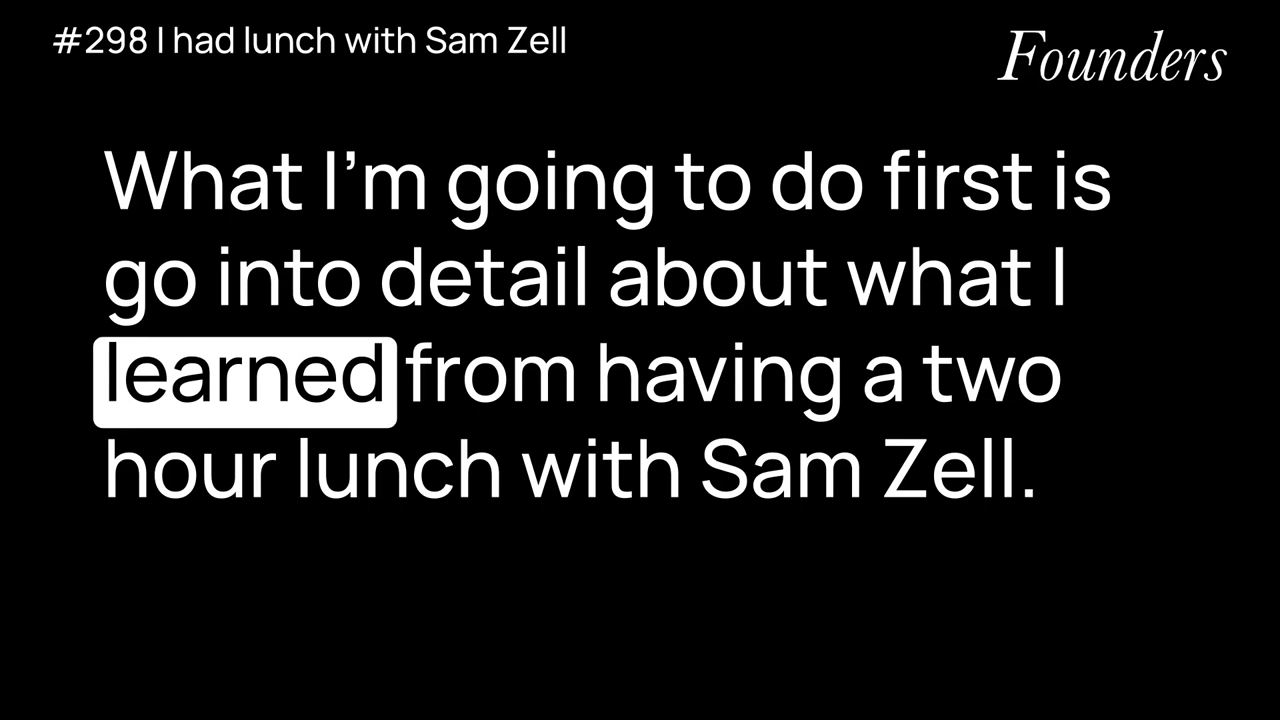 #298 I had lunch with Sam Zell
Founders
What I'm going to do first is
go into detail about what I
learned from having a two
hour lunch with Sam Zell.